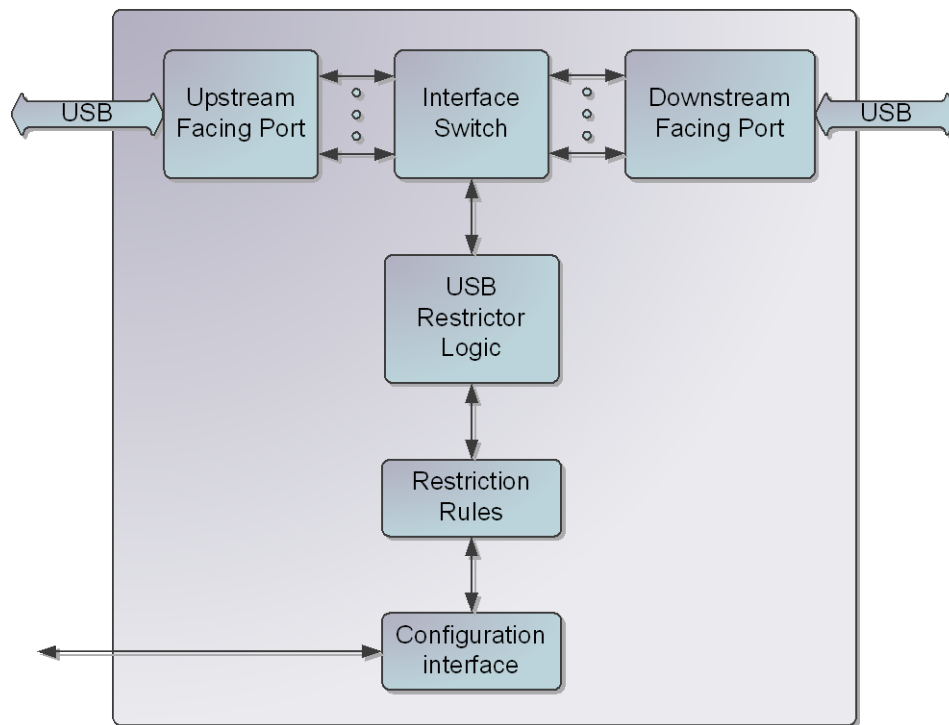 USB
Upstream
Facing Port
Interface
Switch
Downstream
Facing Port
USB
USB
Restrictor
Logic
Restriction
Rules
Configuration
interface